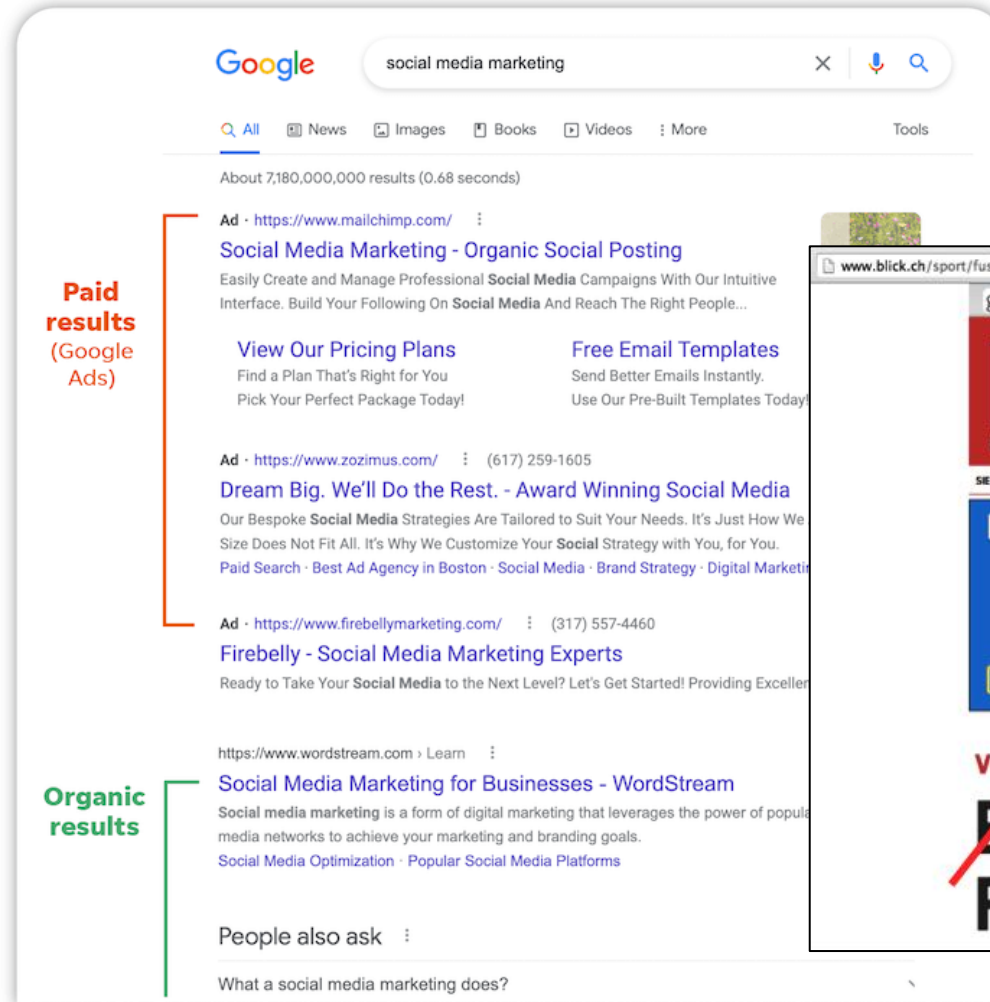 Google
social media marketing
All News Images Books Videos More Tools
About 7,180,000,000 results (0.68 seconds)
Paid
results
(Google
Ads)
Ad · https://www.mailchimp.com/
Social Media Marketing - Organic Social Posting
Easily Create and Manage Professional Social Media Campaigns With Our Intuitive
Interface. Build Your Following On Social Media And Reach The Right People...
View Our Pricing Plans
Find a Plan That's Right for You
Pick Your Perfect Package Today!
Free Email Templates
Send Better Emails Instantly.
Use Our Pre-Built Templates Today!
Ad · https://www.zozimus.com/ (617) 259-1605
Dream Big. We'll Do the Rest. - Award Winning Social Media
Our Bespoke Social Media Strategies Are Tailored to Suit Your Needs. It's Just How We
Size Does Not Fit All. It's Why We Customize Your Social Strategy with You, for You.
Paid Search · Best Ad Agency in Boston · Social Media · Brand Strategy · Digital
Ad · https://www.firebellymarketing.com/ (317) 557-4460
Firebelly - Social Media Marketing Experts
Ready to Take Your Social Media to the Next Level? Let's Get Started! Providing
Organic
results
https://www.wordstream.com › Learn
Social Media Marketing for Businesses - WordStream
Social media marketing is a form of digital marketing that leverages the power of
media networks to achieve your marketing and branding goals.
Social Media Optimization · Popular Social Media Platforms
People also ask
What a social media marketing does?
www.blick.ch/sport/fus
SIE